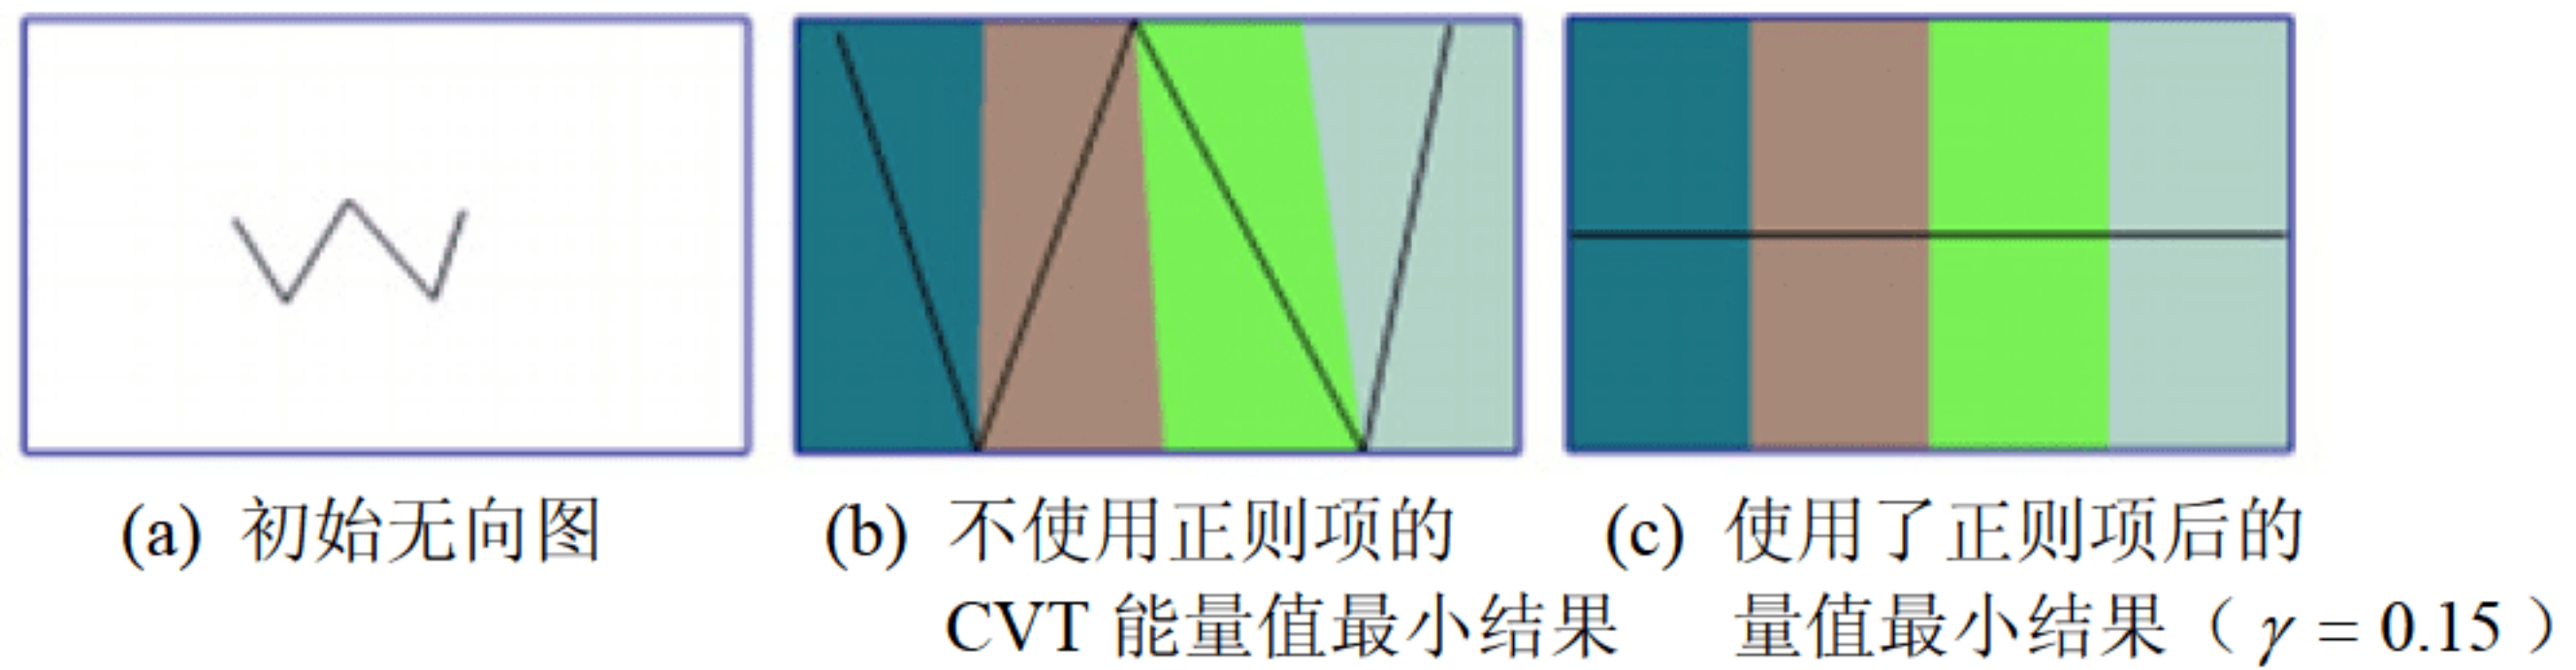 (a) 初始无向图
(b) 不使用正则项的
CVT 能量值最小结果
(c) 使用了正则项后的
量值最小结果（γ = 0.15）